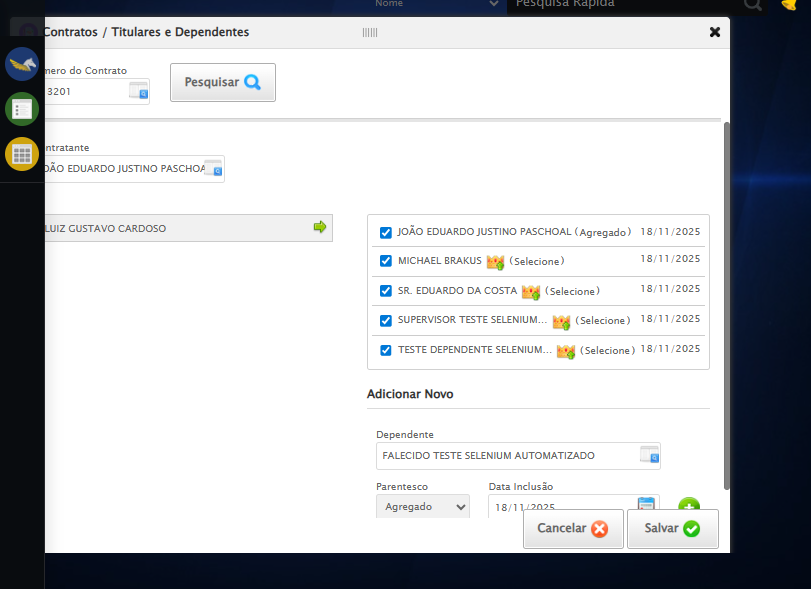 Nome
Pesquisa Rápida
Contratos / Titulares e Dependentes
mero do Contrato
3201
Pesquisar
ntratante
OÃO EDUARDO JUSTINO PASCHOA
LUIZ GUSTAVO CARDOSO
JOÃO EDUARDO JUSTINO PASCHOAL (Agregado) 18/11/2025
MICHAEL BRAKUS (Selecione) 18/11/2025
SR. EDUARDO DA COSTA (Selecione) 18/11/2025
SUPERVISOR TESTE SELENIUM... (Selecione) 18/11/2025
TESTE DEPENDENTE SELENIUM... (Selecione) 18/11/2025
Adicionar Novo
Dependente
FALECIDO TESTE SELENIUM AUTOMATIZADO
Parentesco
Data Inclusão
Agregado
18/11/2025
Cancelar
Salvar